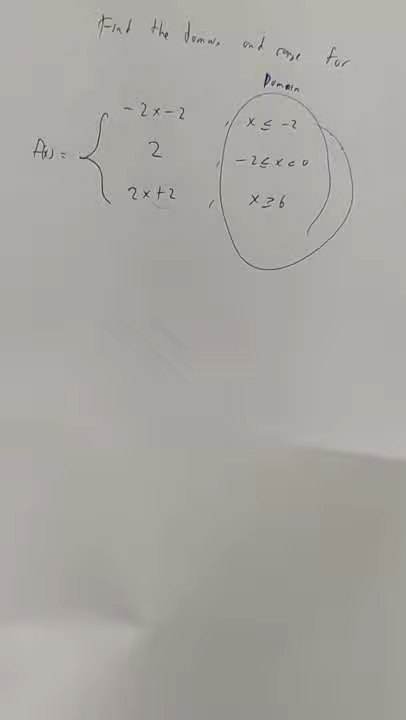 Find the domain and range for
Domain
f(x) = { -2x-2 , x ≤ -2
2 , -2 ≤ x < 0
2x+2 , x ≥ 6